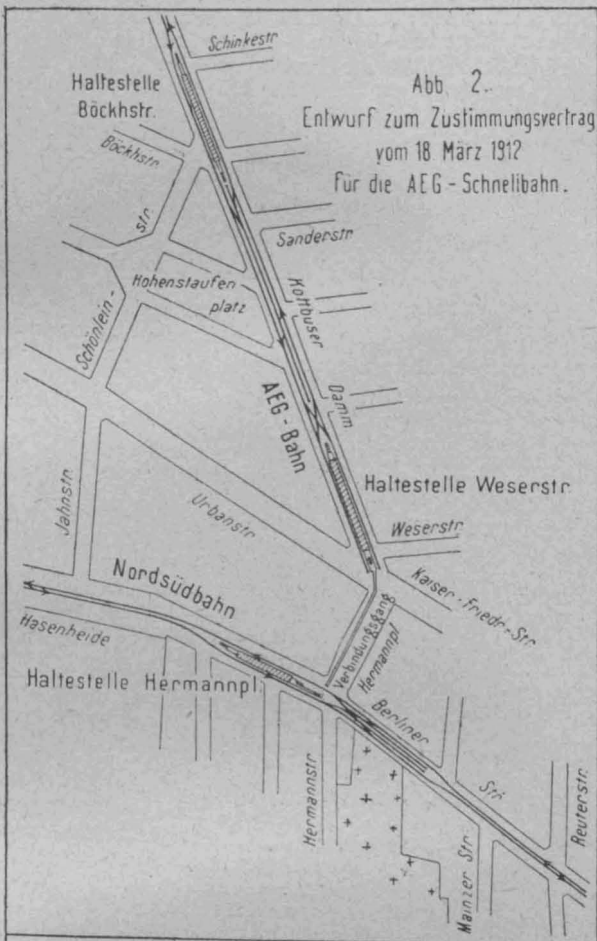 Abb. 2.
Entwurf zum Zustimmungsvertrag
vom 18. März 1912
Für die AEG-Schnellbahn.
Schinkestr
Haltestelle
Böckhstr.
Böckhstr
str.
Sanderstr
Hohenstaufen
platz
Schönlein-
Kottbuser
Damm
AEG-Bahn
Haltestelle Weserstr
Weserstr
Urbanstr
Jahnstr
Kaiser-Friedr-Str
Nordsüdbahn
Hasenheide
Verbindungsgang
Hermannpl
Haltestelle Hermannpl.
Berliner
Str
Hermannstr
Mainzer Str
Reuterstr.